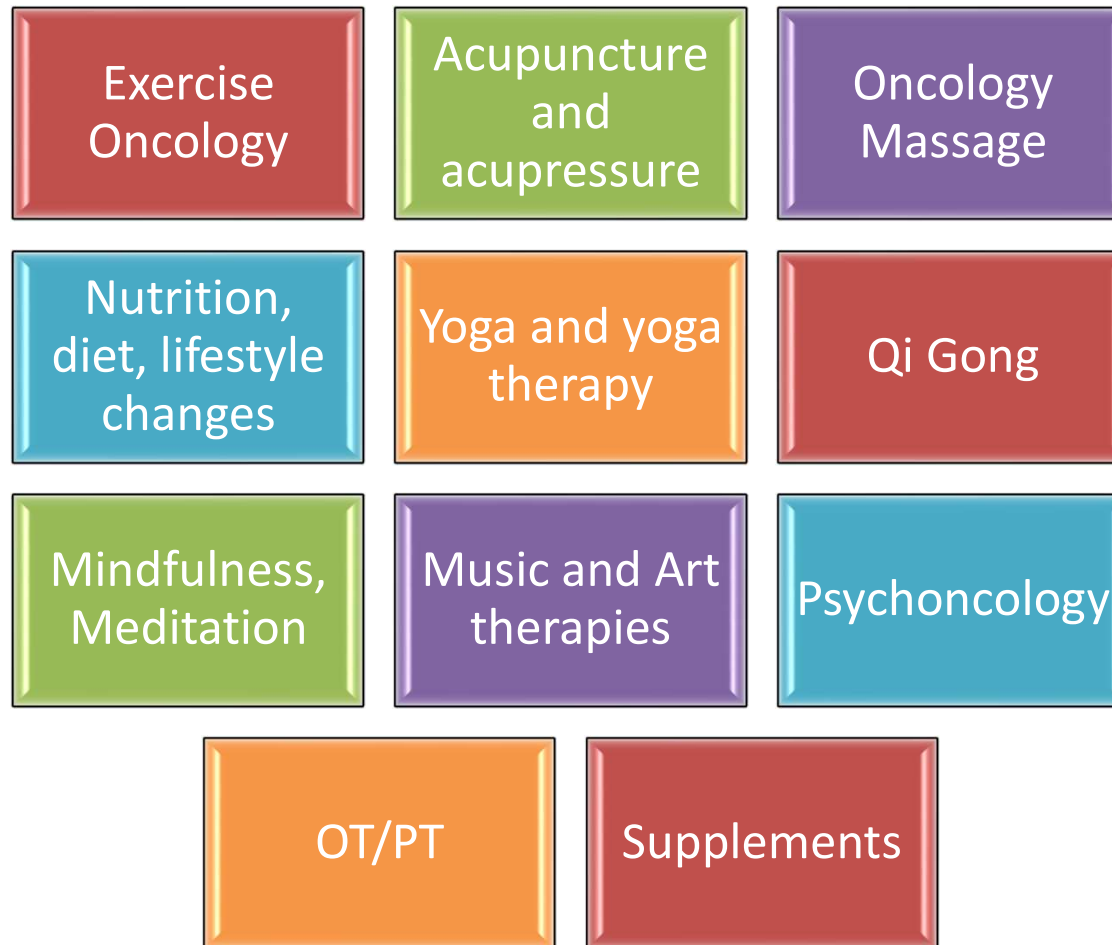 Exercise
Oncology
Acupuncture
and
acupressure
Oncology
Massage
Nutrition,
diet, lifestyle
changes
Yoga and yoga
therapy
Qi Gong
Mindfulness,
Meditation
Music and Art
therapies
Psychoncology
OT/PT
Supplements